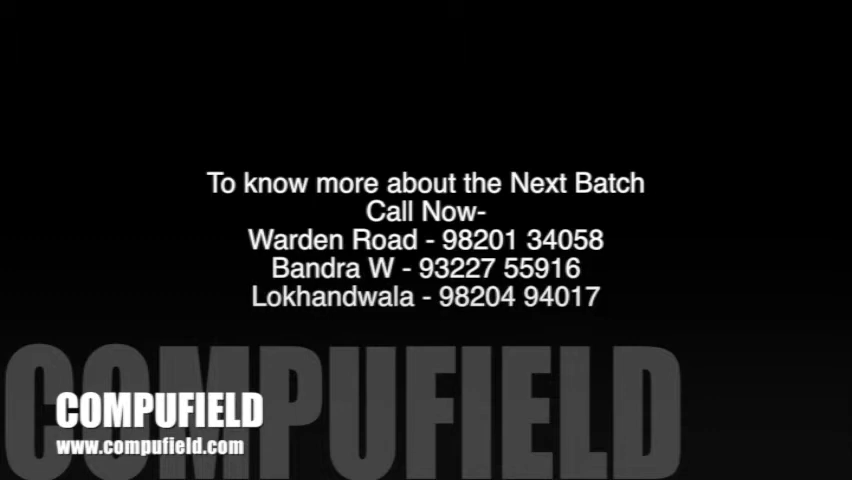 To know more about the Next Batch
Call Now-
Warden Road - 98201 34058
Bandra W - 93227 55916
Lokhandwala - 98204 94017
COMPUFIELD
COMPUFIELD
www.compufield.com